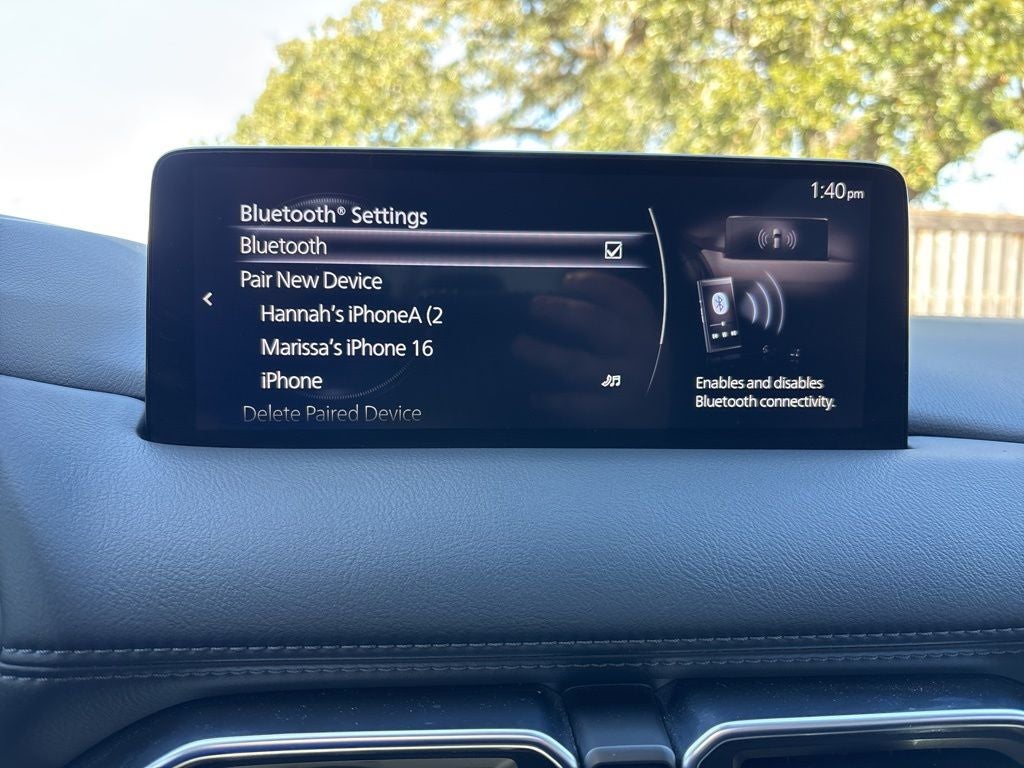 1:40pm
Bluetooth® Settings
Bluetooth
Pair New Device
Hannah's iPhoneA (2
Marissa's iPhone 16
iPhone
Delete Paired Device
Enables and disables
Bluetooth connectivity.